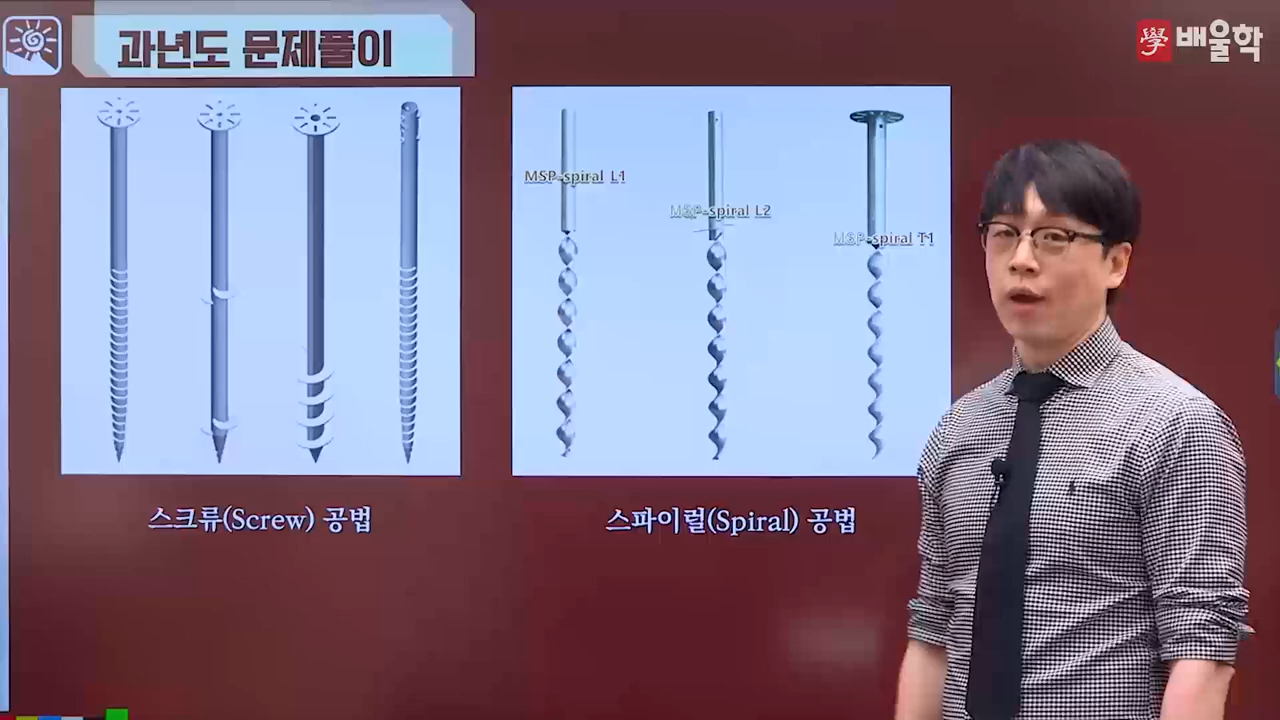 과년도 문제풀이
學 배울학
MSP-spiral L1
MSP-spiral L2
MSP-spiral T1
스크류(Screw) 공법
스파이럴(Spiral) 공법